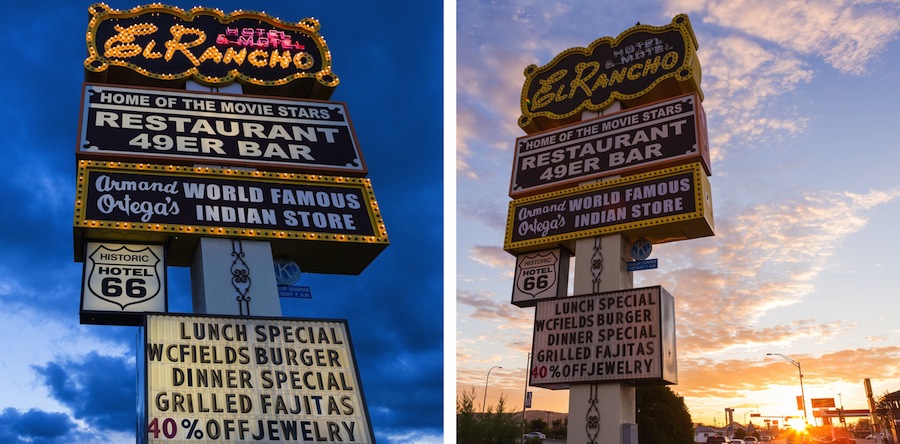 HOTEL
& MOTEL
El Rancho
HOME OF THE MOVIE STARS
RESTAURANT
49ER BAR
Armand Ortega's WORLD FAMOUS
INDIAN STORE
HISTORIC
HOTEL
66
LUNCH SPECIAL
WCFIELDS BURGER
DINNER SPECIAL
GRILLED FAJITAS
40%OFFJEWELRY
HOTEL
& MOTEL
El Rancho
HOME OF THE MOVIE STARS
RESTAURANT
49ER BAR
Armand Ortega's WORLD FAMOUS
INDIAN STORE
HISTORIC
HOTEL
66
LUNCH SPECIAL
WCFIELDS BURGER
DINNER SPECIAL
GRILLED FAJITAS
40%OFFJEWELRY